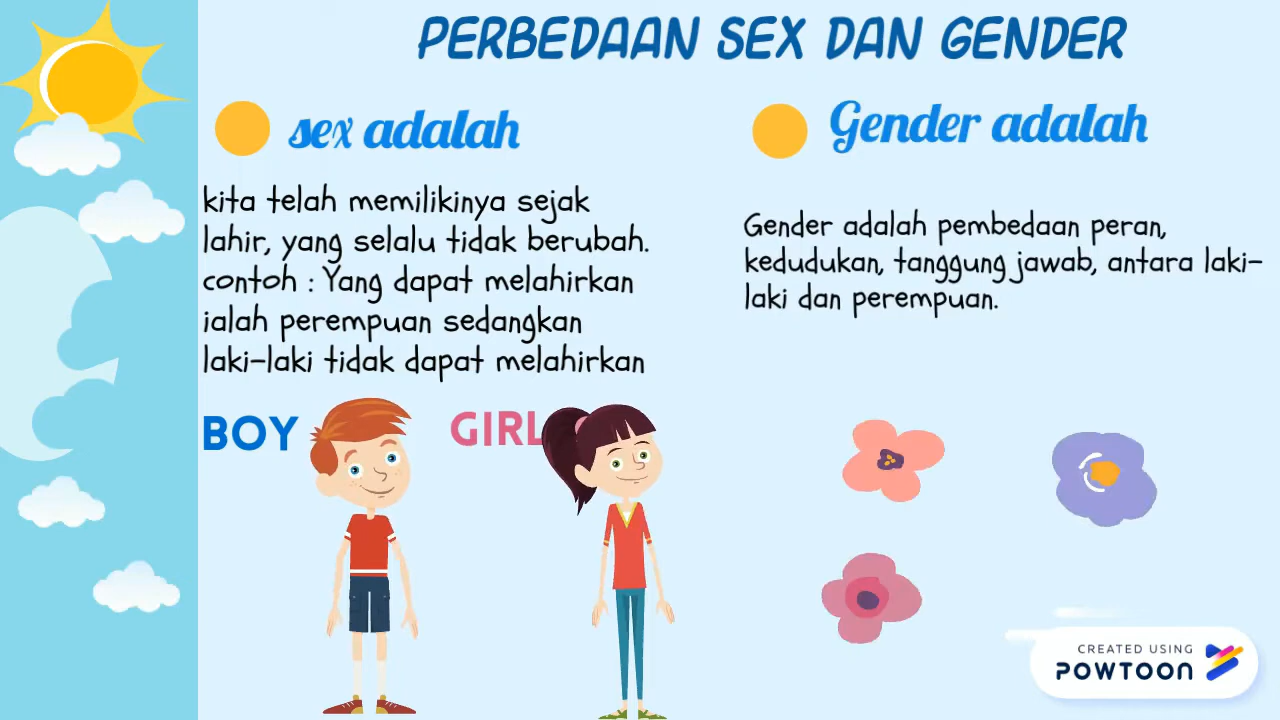 PERBEDAAN SEX DAN GENDER
sex adalah
kita telah memilikinya sejak
lahir, yang selalu tidak berubah.
contoh : Yang dapat melahirkan
ialah perempuan sedangkan
laki-laki tidak dapat melahirkan
BOY
GIRL
Gender adalah
Gender adalah pembedaan peran,
kedudukan, tanggung jawab, antara laki-
laki dan perempuan.
CREATED USING
POWTOON